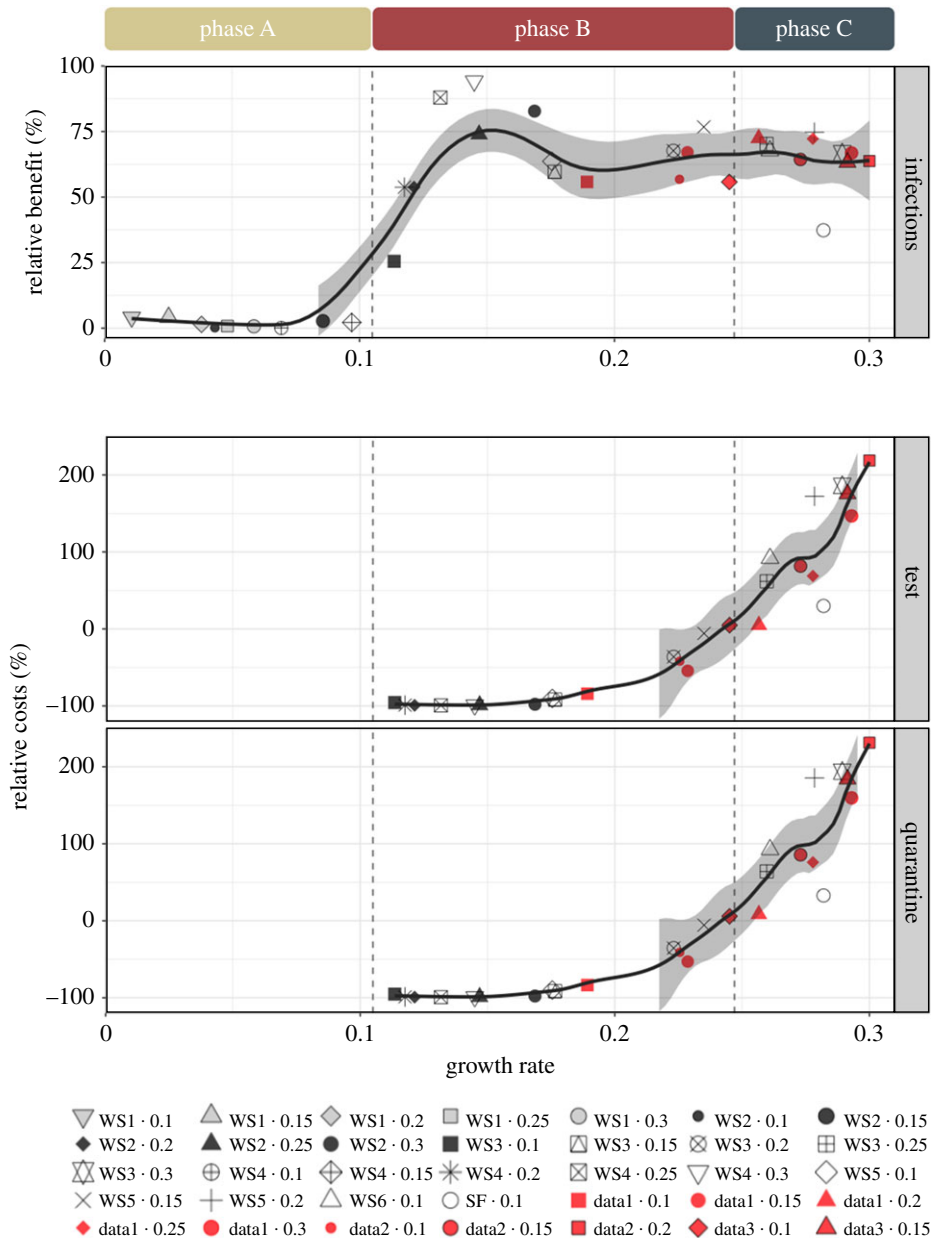 phase A phase B phase C
100
75
50
25
0
relative benefit (%)
infections
0 0.1 0.2 0.3
200
100
0
−100
test
relative costs (%)
200
100
0
−100
quarantine
0 0.1 0.2 0.3
growth rate
WS1 · 0.1 WS1 · 0.15 WS1 · 0.2 WS1 · 0.25 WS1 · 0.3 WS2 · 0.1 WS2 · 0.15
WS2 · 0.2 WS2 · 0.25 WS2 · 0.3 WS3 · 0.1 WS3 · 0.15 WS3 · 0.2 WS3 · 0.25
WS3 · 0.3 WS4 · 0.1 WS4 · 0.15 WS4 · 0.2 WS4 · 0.25 WS4 · 0.3 WS5 · 0.1
WS5 · 0.15 WS5 · 0.2 WS6 · 0.1 SF · 0.1 data1 · 0.1 data1 · 0.15 data1 · 0.2
data1 · 0.25 data1 · 0.3 data2 · 0.1 data2 · 0.15 data2 · 0.2 data3 · 0.1 data3 · 0.15